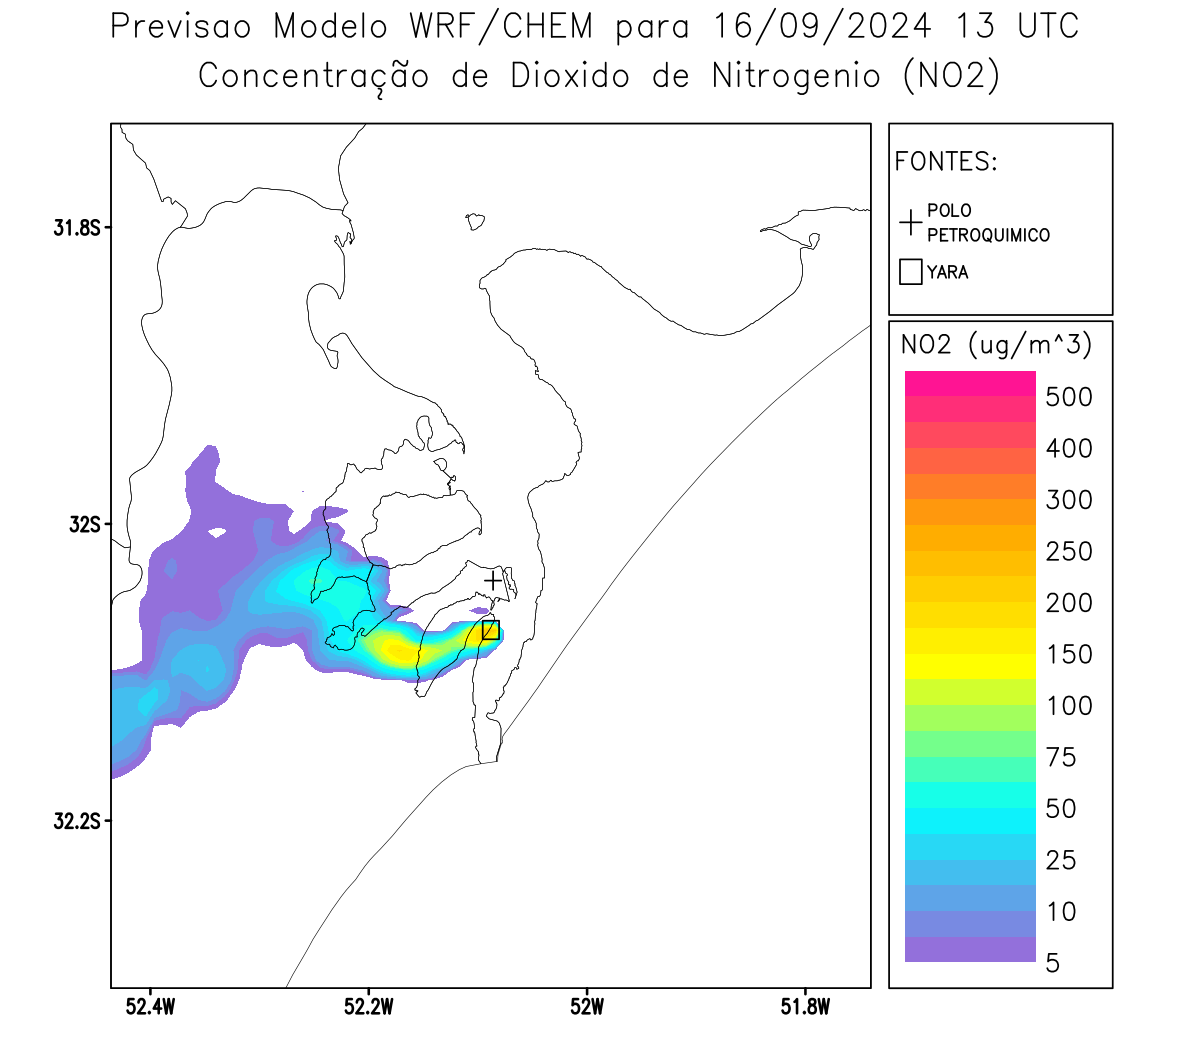 Previsao Modelo WRF/CHEM para 16/09/2024 13 UTC
Concentração de Dioxido de Nitrogenio (NO2)
FONTES:
POLO
PETROQUIMICO
YARA
NO2 (ug/m^3)
500
400
300
250
200
150
100
75
50
25
10
5
31.8S
32S
32.2S
52.4W
52.2W
52W
51.8W